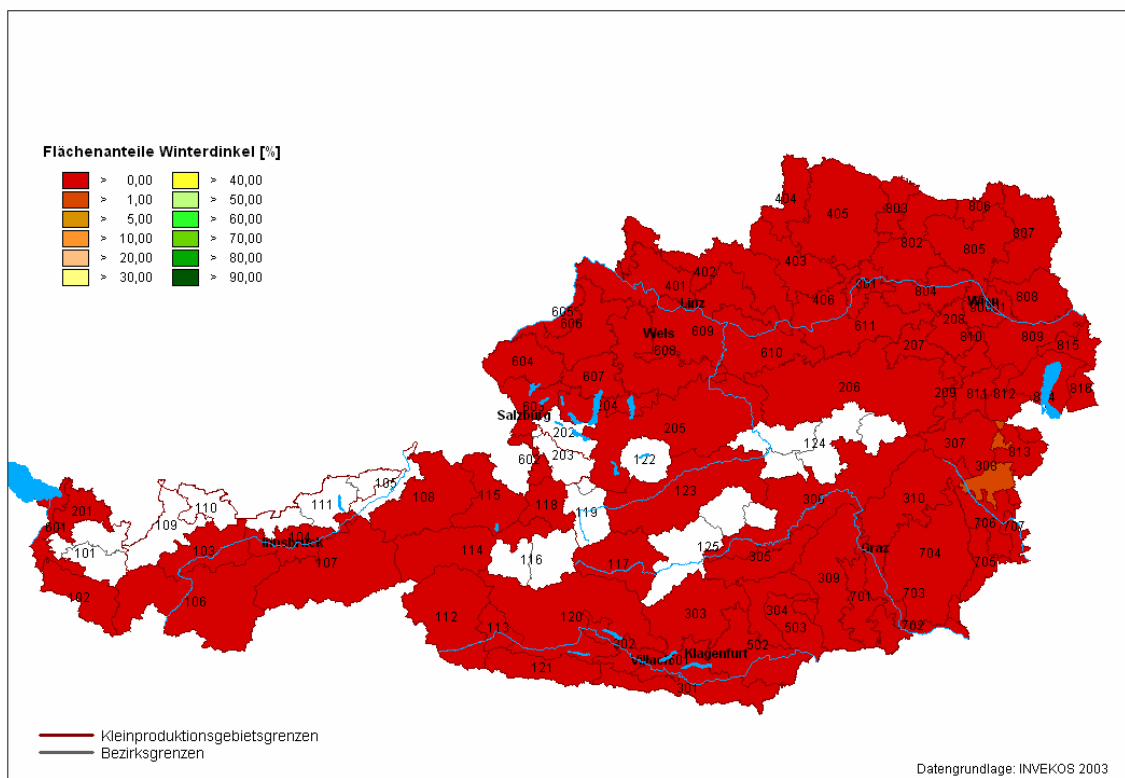 Flächenanteile Winterdinkel [%]
> 0,00 > 40,00
> 1,00 > 50,00
> 5,00 > 60,00
> 10,00 > 70,00
> 20,00 > 80,00
> 30,00 > 90,00
404 405 803 806 807
802 805
403
401 402
Linz 406 804 Wien 808
605 606 609 611 208 810 809 815
Wels 608 610 207
604 607 206 209 811 812 816
Salzburg 204
202 205 124 307 813
203 602 122 308
201 109 110 111 105 108 115 118 119 123 310 706 707
601 101 103 104 Innsbruck 107 114 116 117 125 305 Graz 704 705
102 106 112 113 120 303 304 309 701 703
503 702
502
121 Villach Klagenfurt
301
Kleinproduktionsgebietsgrenzen
Bezirksgrenzen
Datengrundlage: INVEKOS 2003